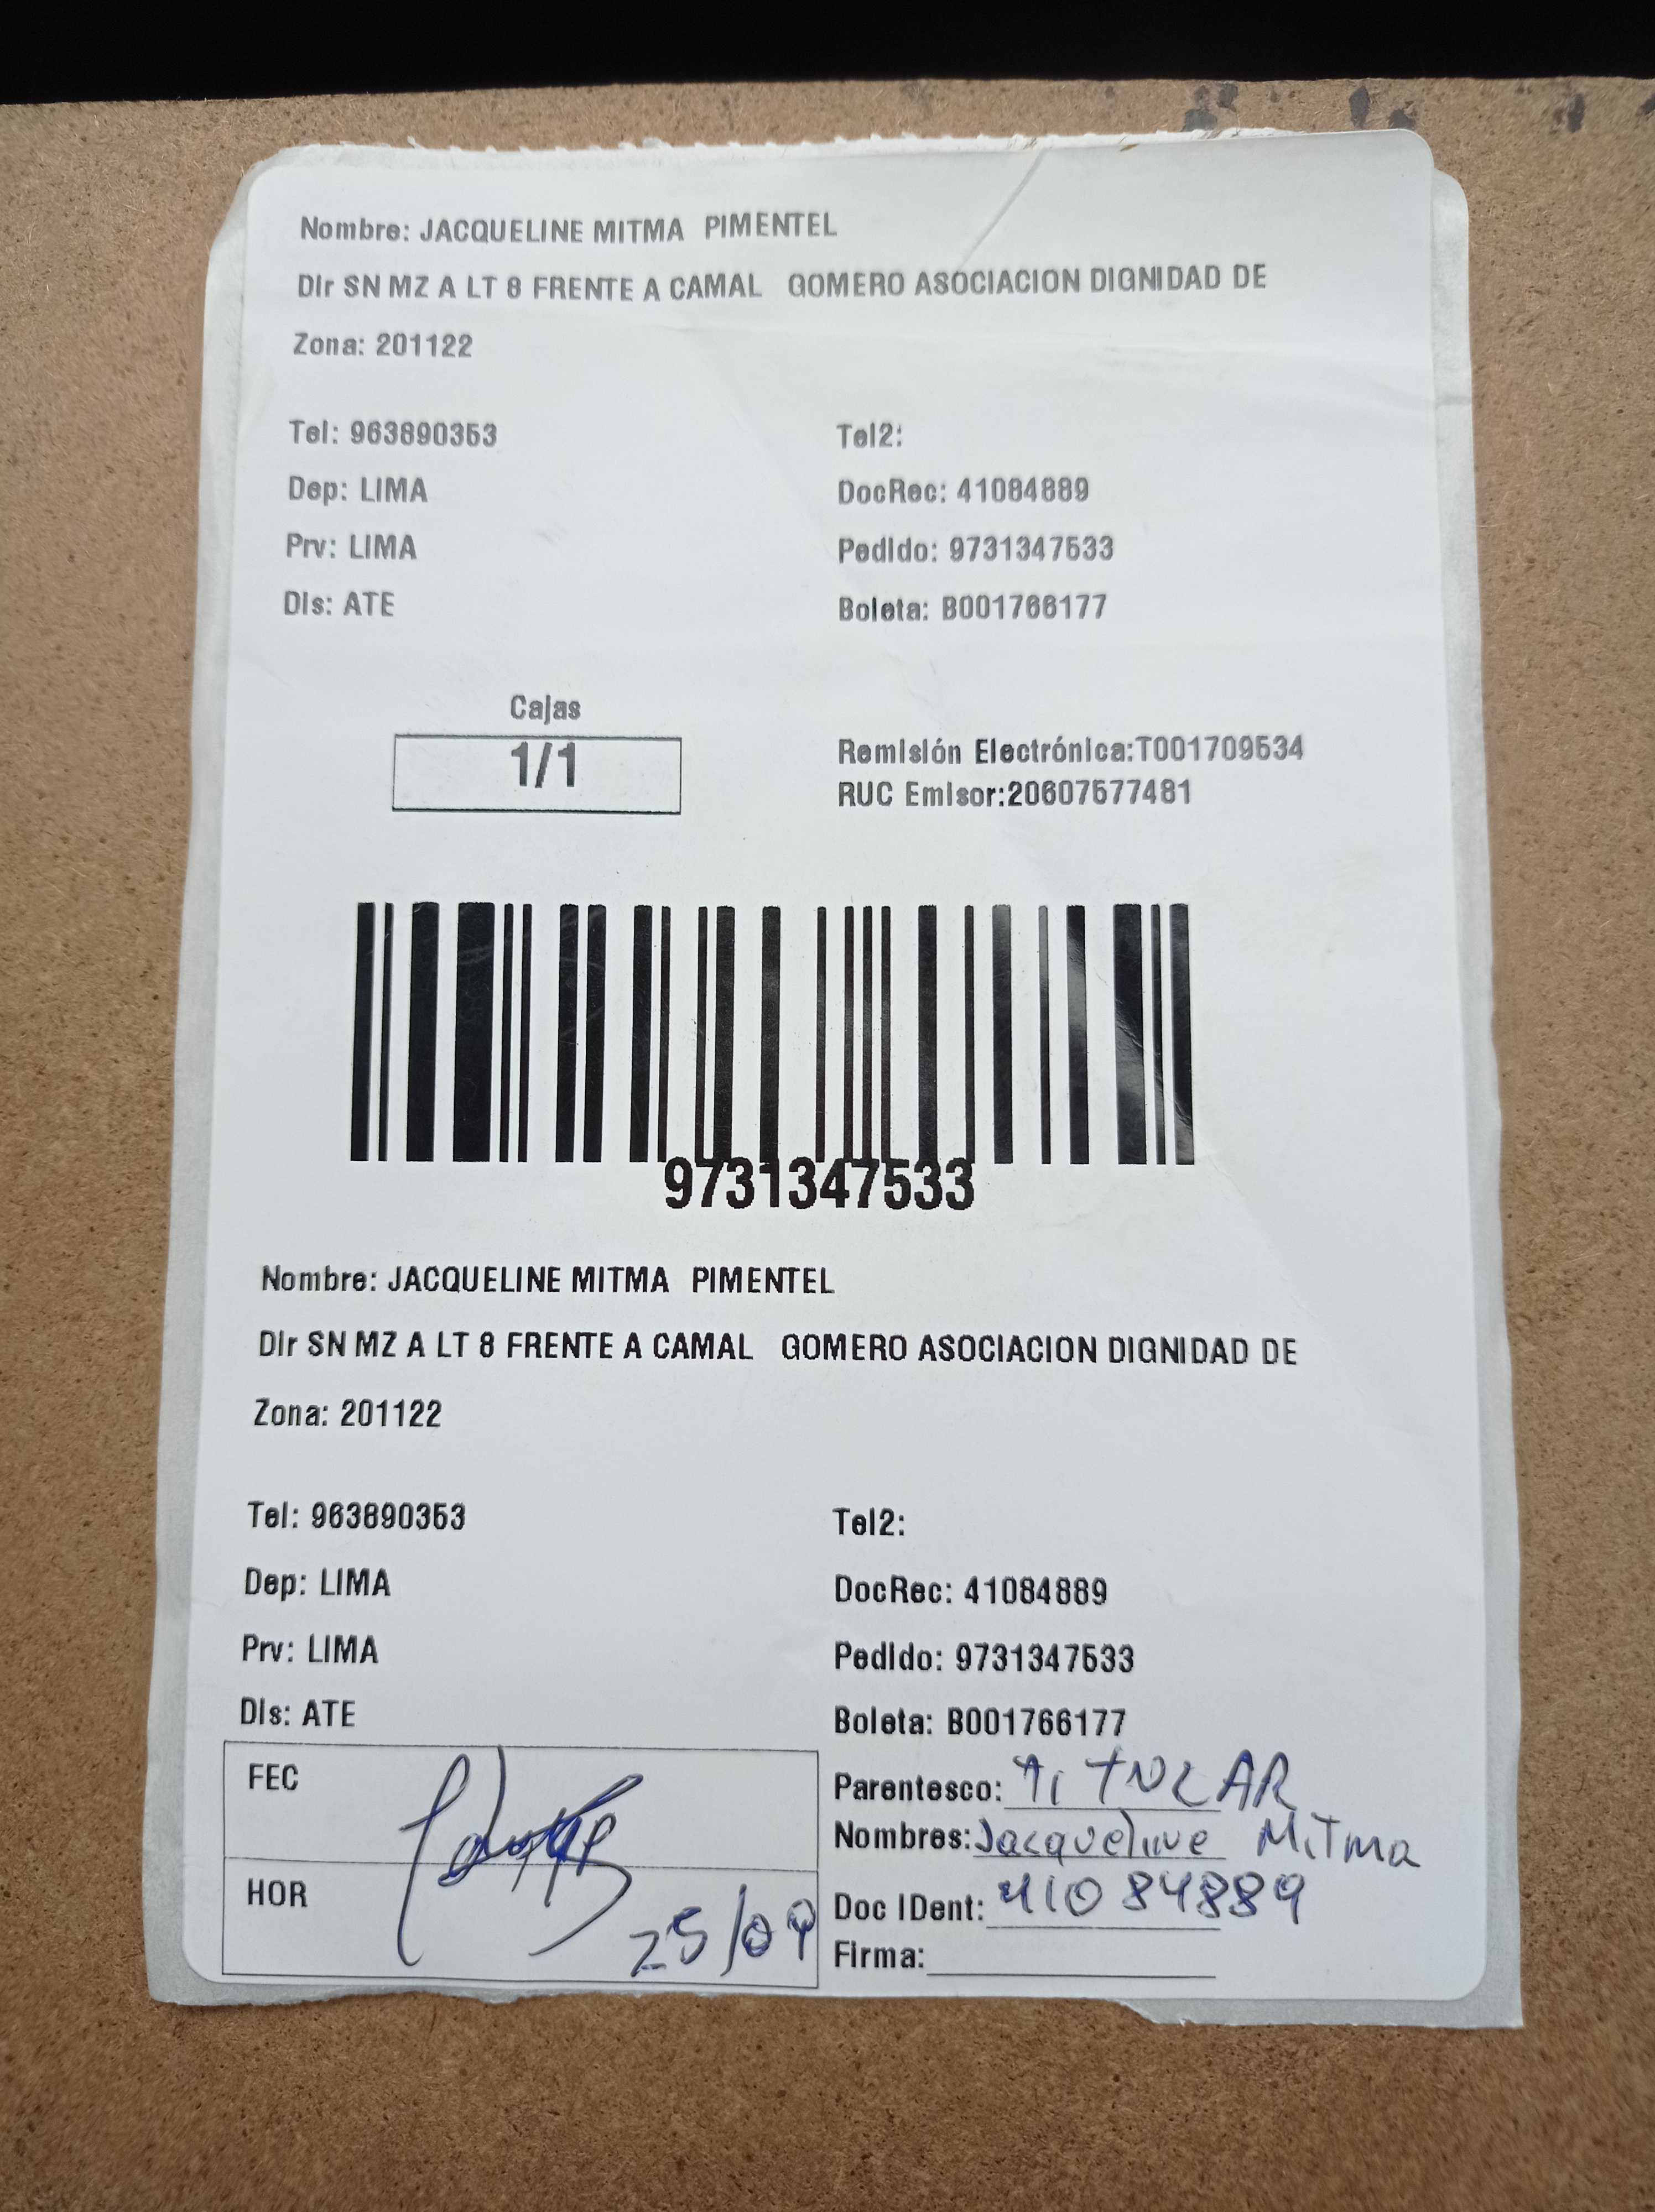 Nombre: JACQUELINE MITMA PIMENTEL
Dir SN MZ A LT 8 FRENTE A CAMAL GOMERO ASOCIACION DIGNIDAD DE
Zona: 201122
Tel: 963890353
Tel2:
Dep: LIMA
DocRec: 41084889
Prv: LIMA
Pedido: 9731347533
Dis: ATE
Boleta: B001766177
Cajas
1/1
Remisión Electrónica:T001709534
RUC Emisor:20607577481
9731347533
Nombre: JACQUELINE MITMA PIMENTEL
Dir SN MZ A LT 8 FRENTE A CAMAL GOMERO ASOCIACION DIGNIDAD DE
Zona: 201122
Tel: 963890353
Tel2:
Dep: LIMA
DocRec: 41084889
Prv: LIMA
Pedido: 9731347533
Dis: ATE
Boleta: B001766177
FEC
Parentesco: TITULAR
Nombres: Jacqueline Mitma
HOR
25/09
Doc IDent: 41084889
Firma: